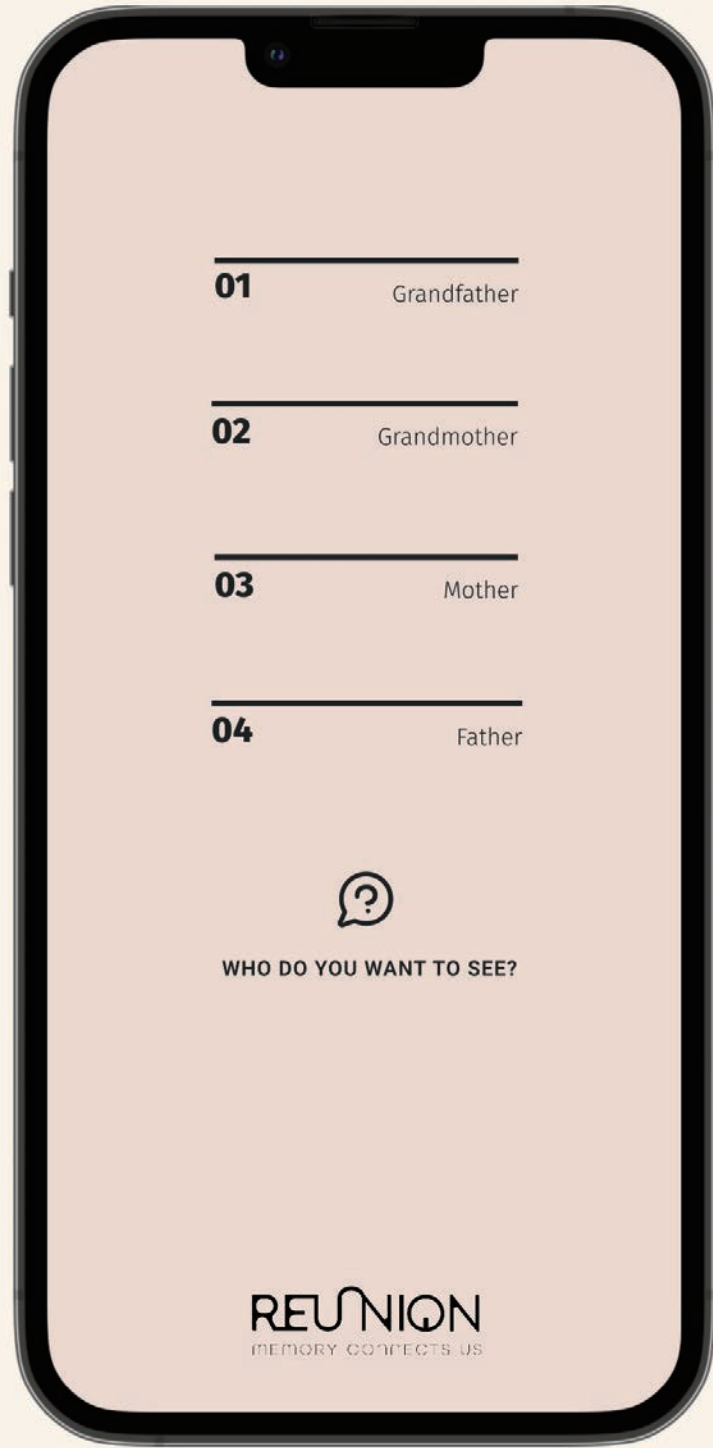 01 Grandfather
02 Grandmother
03 Mother
04 Father
WHO DO YOU WANT TO SEE?
REUNION
MEMORY CONNECTS US